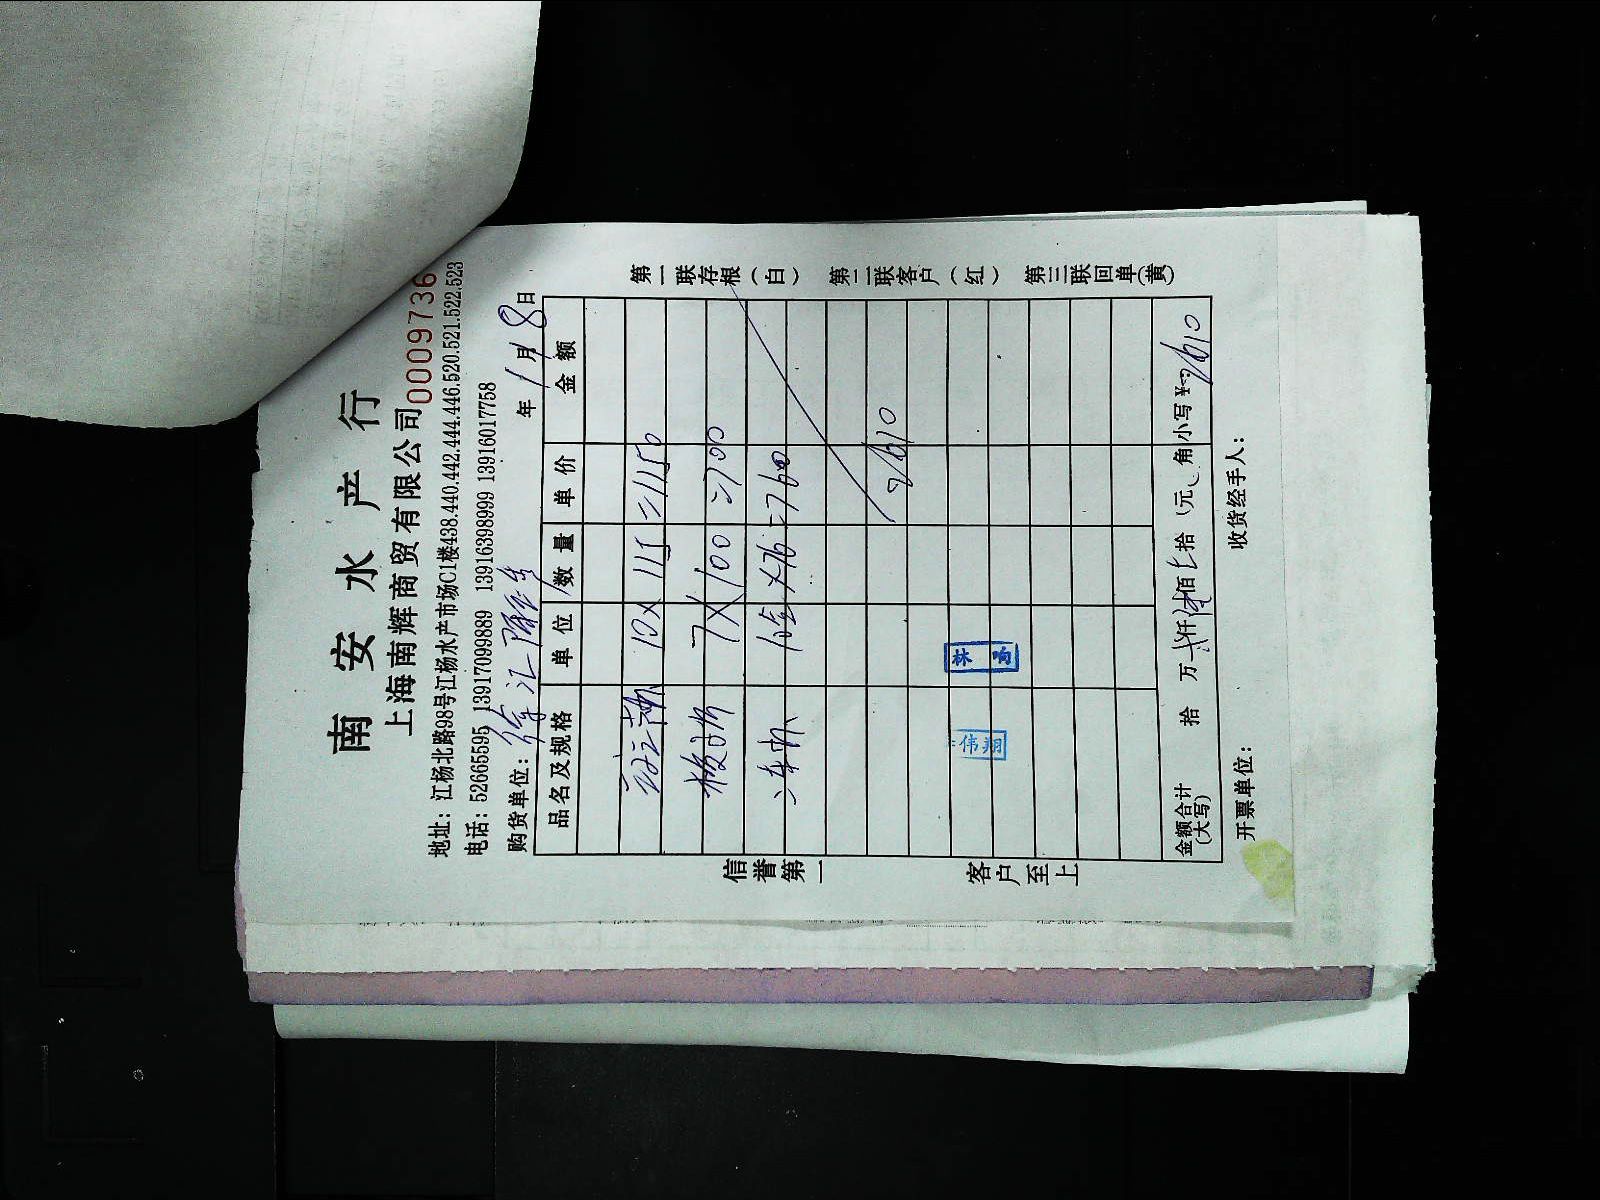 南安水产行
上海南辉商贸有限公司
0009736
地址：江杨北路98号江杨水产市场C1楼438.440.442.444.446.520.521.522.523
电话：52665595 13917099889 13916398999 13916017758
购货单位：徐汇 年1月8日
品名及规格 单位 数量 单价 金额
10× 115 =1150
7×100 =700
冻虾 10盒×76=760
2610
林
伟翔
金额合计(大写) 拾 万 仟 佰 拾 元 角 小写¥ 2610
开票单位： 收货经手人：
信誉第一
客户至上
第一联存根（白） 第二联客户（红） 第三联回单（黄）